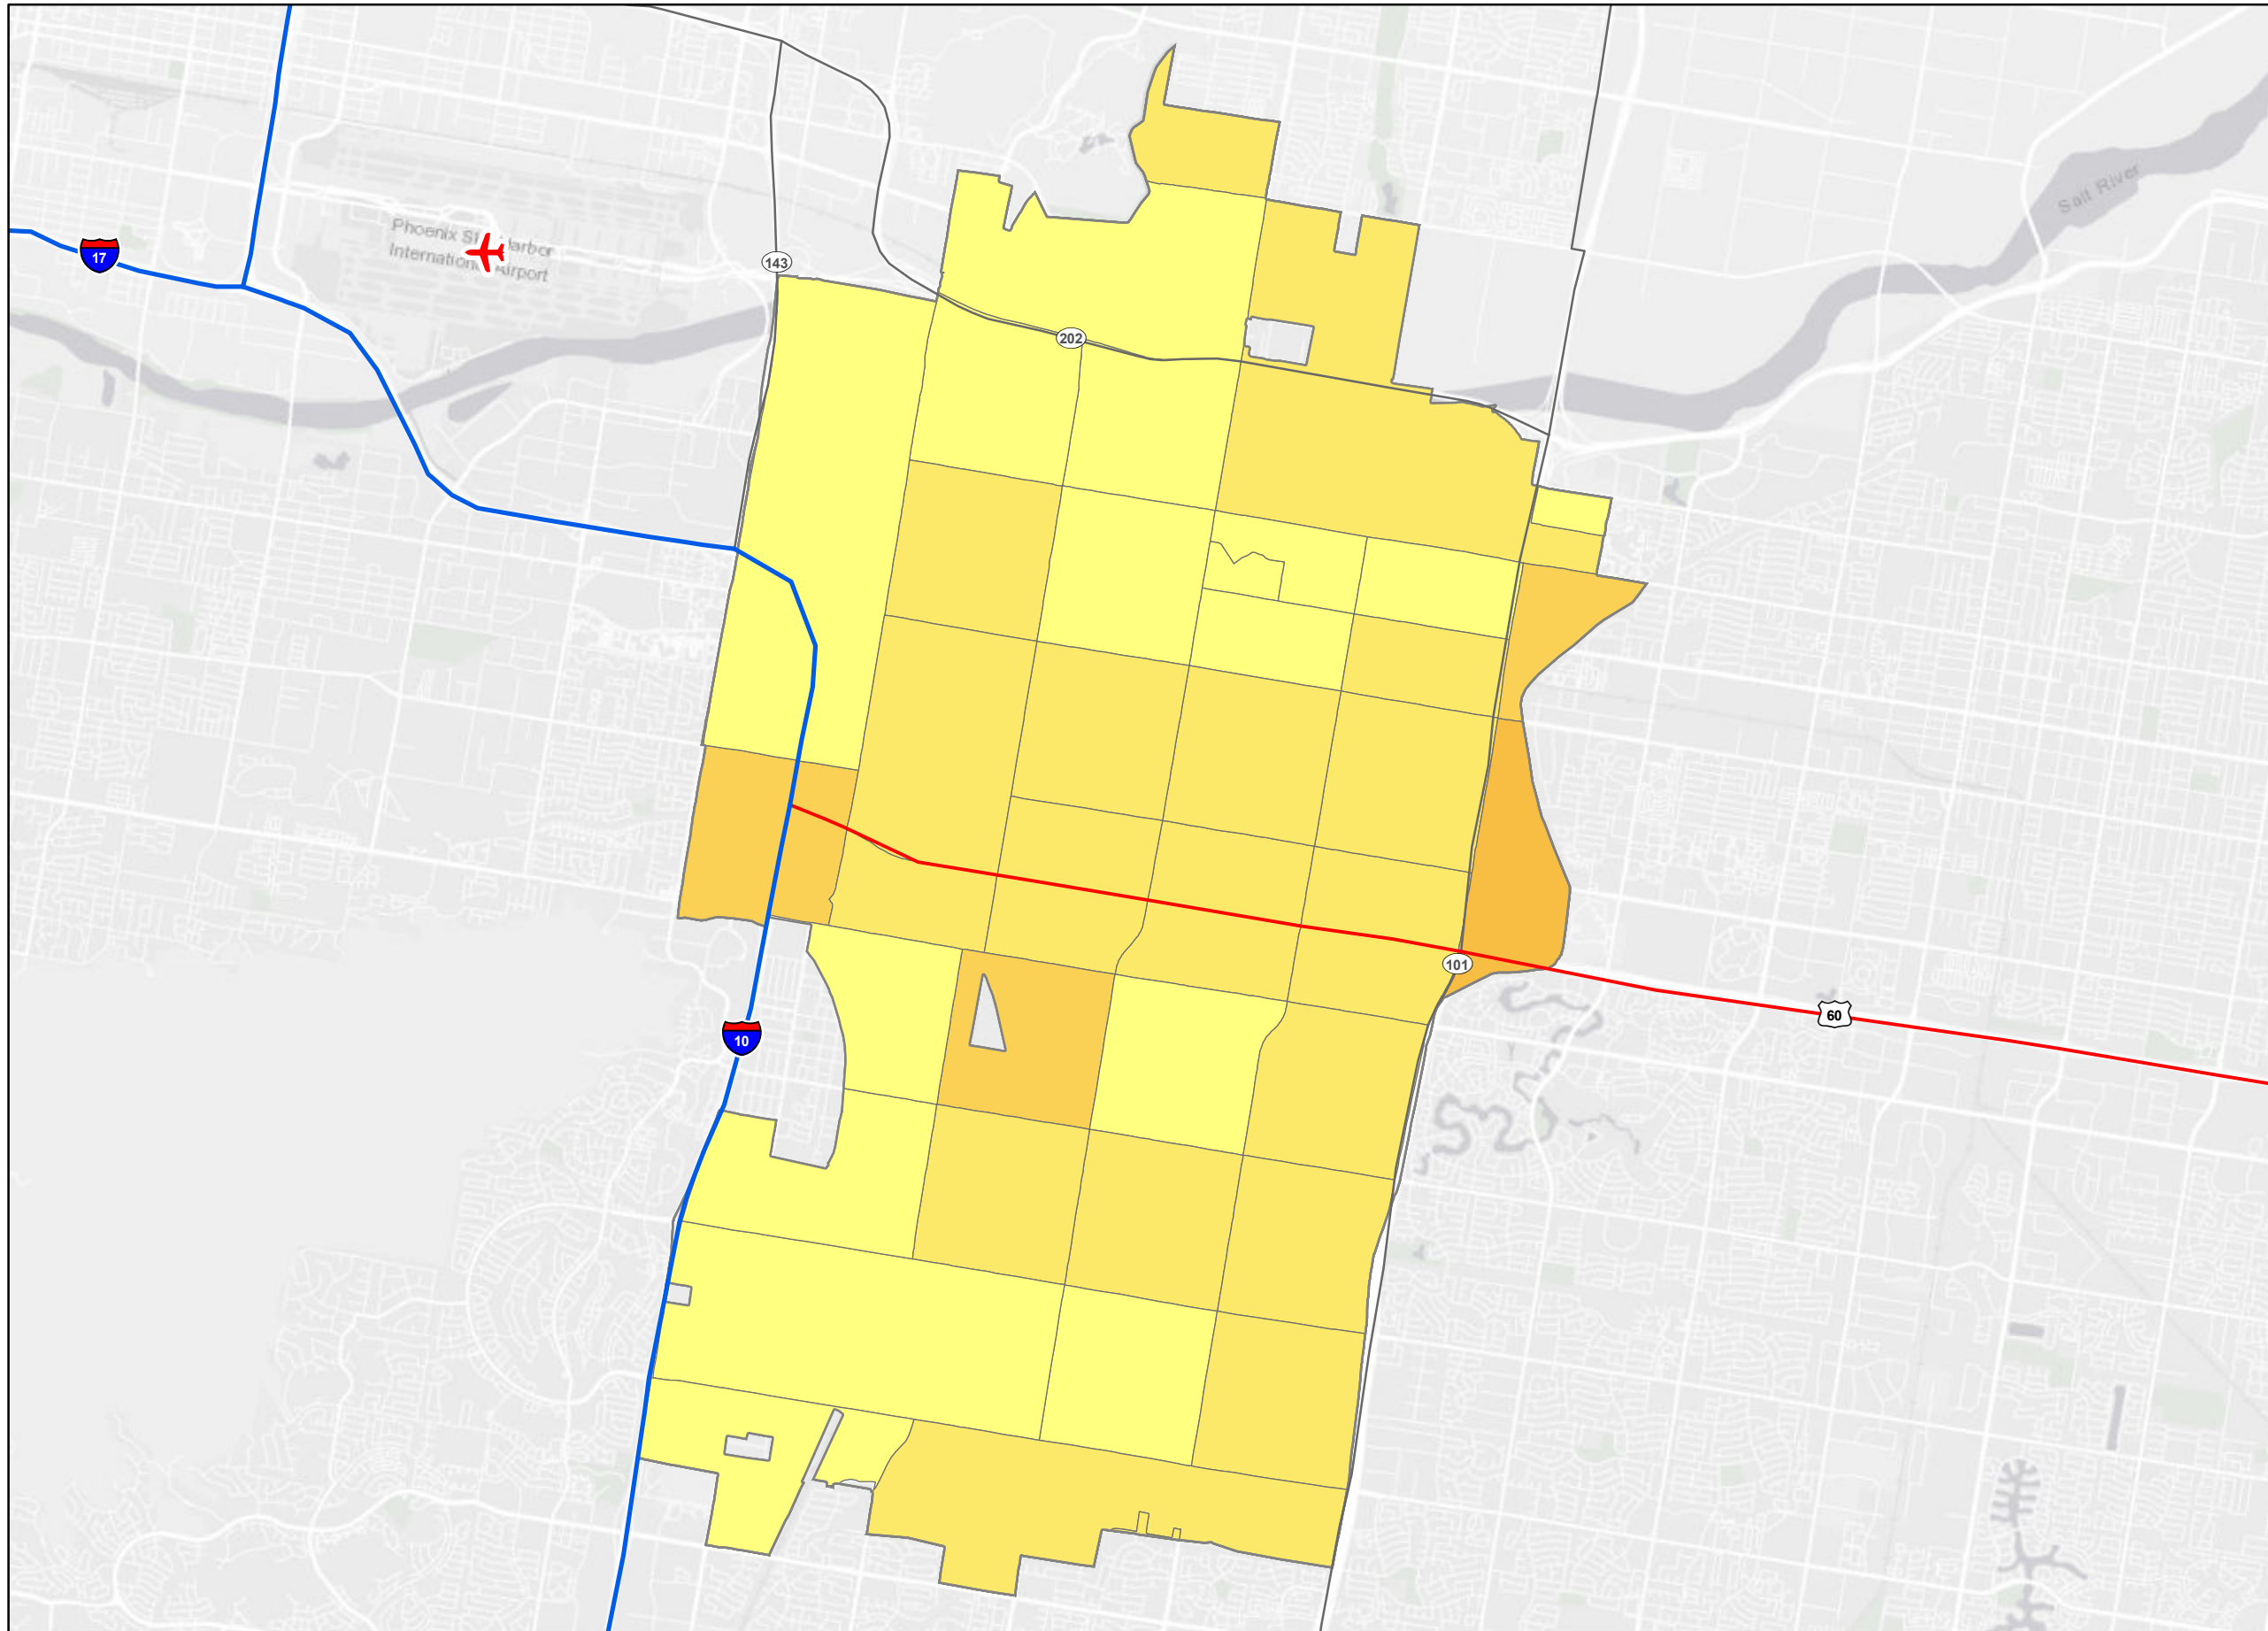 Salt River
Phoenix Sky Harbor
International Airport
17
143
202
101
60
10